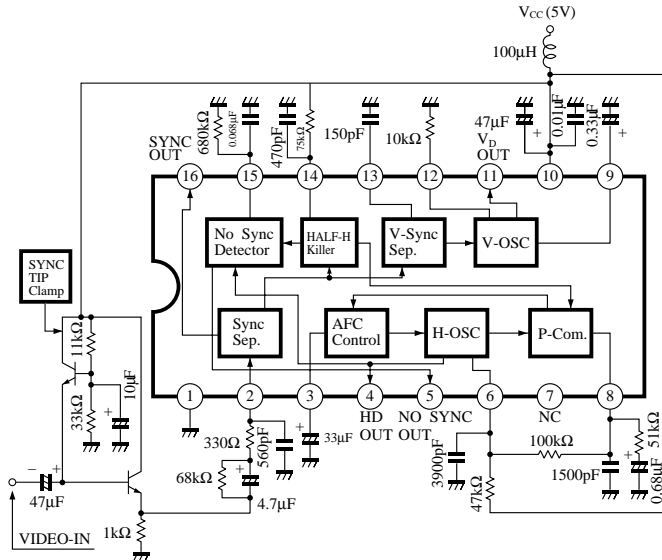 VCC (5V)
100µH
680kΩ
0.068µF
470pF
75kΩ
150pF
10kΩ
47µF
+
0.01µF
0.33µF
+
SYNC
OUT
VD
OUT
16
15
14
13
12
11
10
9
No Sync
Detector
HALF-H
Killer
V-Sync
Sep.
V-OSC
SYNC
TIP
Clamp
Sync
Sep.
AFC
Control
H-OSC
P-Com.
11kΩ
33kΩ
+
10µF
1
2
3
4
5
6
7
8
HD
OUT
NO SYNC
OUT
NC
330Ω
560pF
+
33µF
68kΩ
+
4.7µF
3900pF
47kΩ
100kΩ
1500pF
51kΩ
+
0.68µF
−
+
47µF
VIDEO-IN
1kΩ